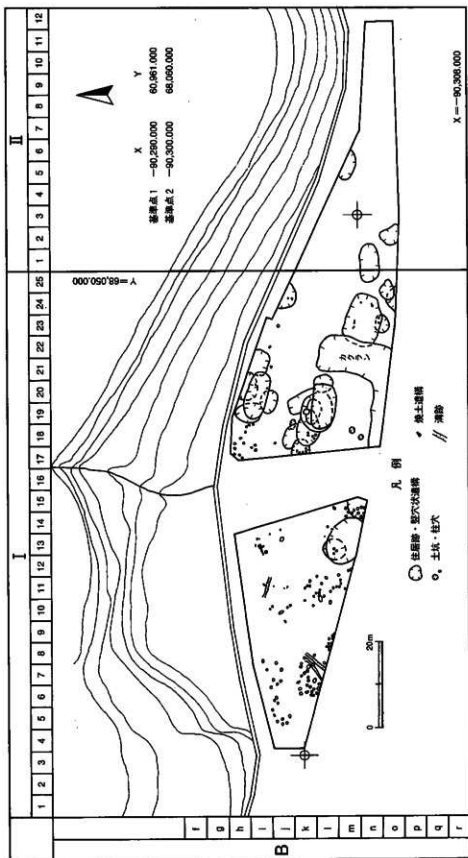 I II
1 2 3 4 5 6 7 8 9 10 11 12 13 14 15 16 17 18 19 20 21 22 23 24 25 1 2 3 4 5 6 7 8 9 10 11 12
B
f
g
h
i
j
k
l
m
n
o
p
q
r
X Y
基準点1 −90,290.000 60,961.000
基準点2 −90,300.000 68,060.000
Y=68,050.000
カクラン
X=−90,308.000
凡 例
住居跡・竪穴状遺構
焼土遺構
土坑・柱穴
溝跡
0 20m